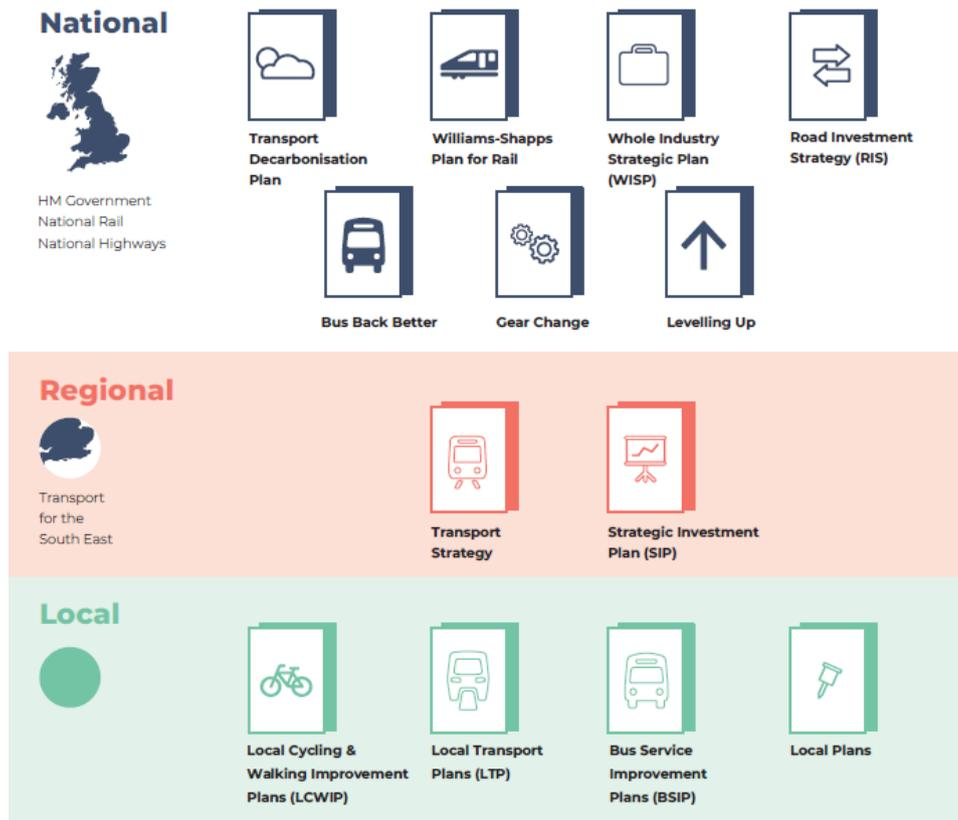 National
HM Government
National Rail
National Highways
Transport
Decarbonisation
Plan
Williams-Shapps
Plan for Rail
Whole Industry
Strategic Plan
(WISP)
Road Investment
Strategy (RIS)
Bus Back Better
Gear Change
Levelling Up
Regional
Transport
for the
South East
Transport
Strategy
Strategic Investment
Plan (SIP)
Local
Local Cycling &
Walking Improvement
Plans (LCWIP)
Local Transport
Plans (LTP)
Bus Service
Improvement
Plans (BSIP)
Local Plans